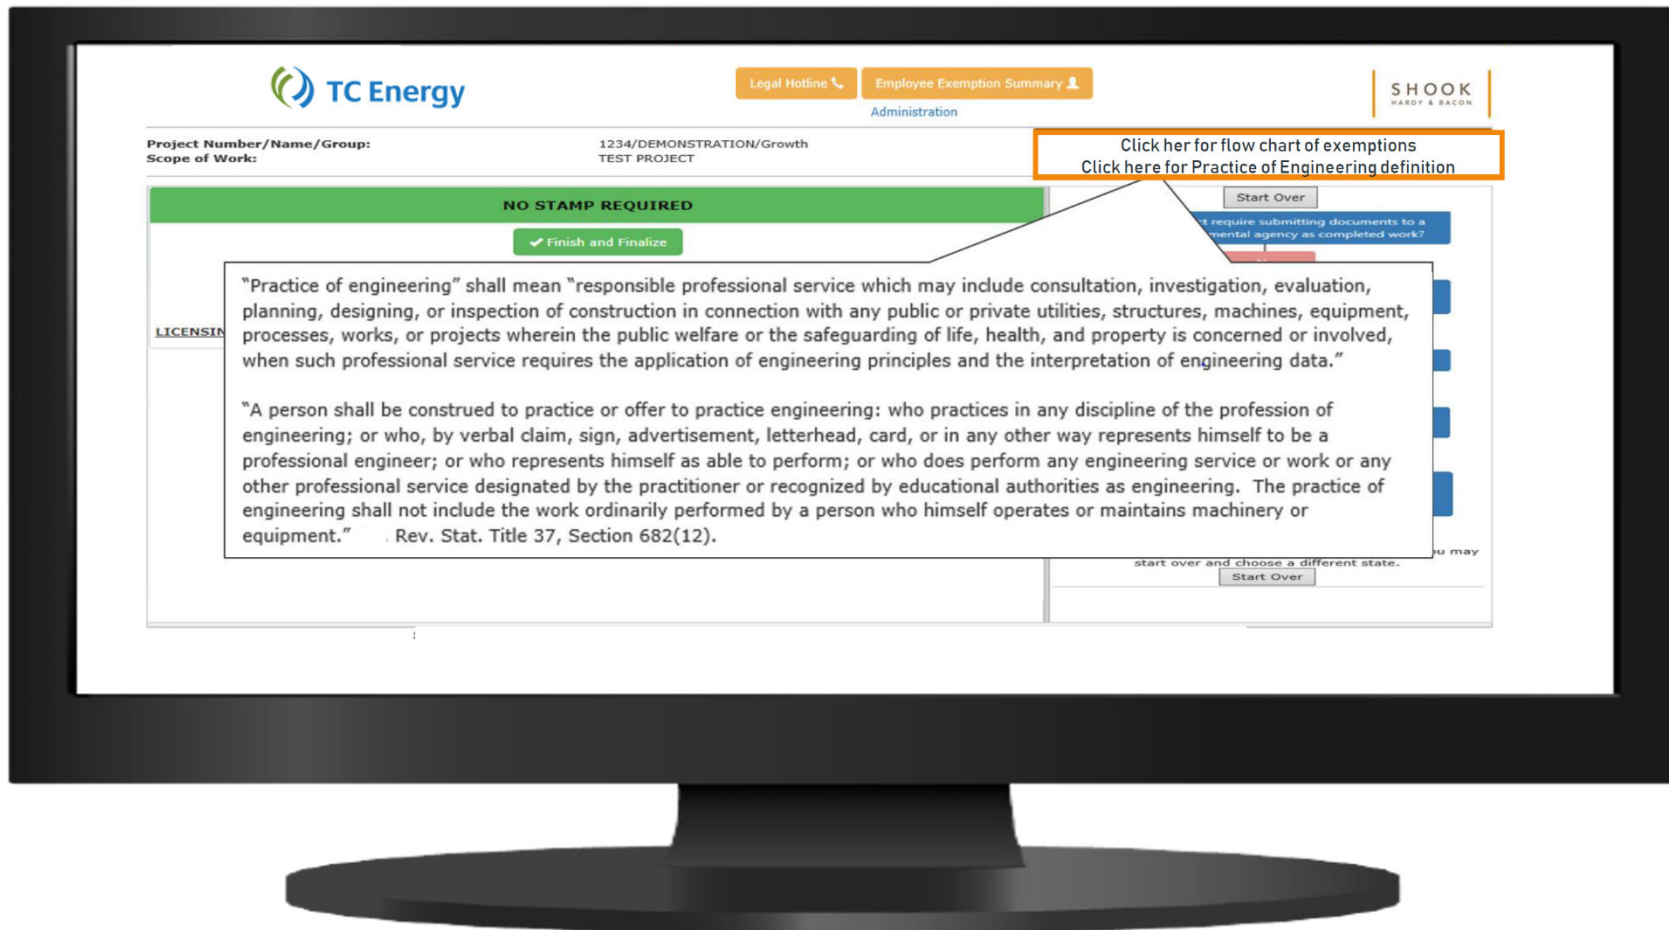 TC Energy
Legal Hotline
Employee Exemption Summary
Administration
SHOOK
HARDY & BACON
Project Number/Name/Group:
1234/DEMONSTRATION/Growth
Scope of Work:
TEST PROJECT
Click her for flow chart of exemptions
Click here for Practice of Engineering definition
NO STAMP REQUIRED
Finish and Finalize
Start Over
require submitting documents to a
agency as completed work?
“Practice of engineering” shall mean “responsible professional service which may include consultation, investigation, evaluation,
planning, designing, or inspection of construction in connection with any public or private utilities, structures, machines, equipment,
processes, works, or projects wherein the public welfare or the safeguarding of life, health, and property is concerned or involved,
when such professional service requires the application of engineering principles and the interpretation of engineering data.”
“A person shall be construed to practice or offer to practice engineering: who practices in any discipline of the profession of
engineering; or who, by verbal claim, sign, advertisement, letterhead, card, or in any other way represents himself to be a
professional engineer; or who represents himself as able to perform; or who does perform any engineering service or work or any
other professional service designated by the practitioner or recognized by educational authorities as engineering. The practice of
engineering shall not include the work ordinarily performed by a person who himself operates or maintains machinery or
equipment.” . Rev. Stat. Title 37, Section 682(12).
may
start over and choose a different state.
Start Over